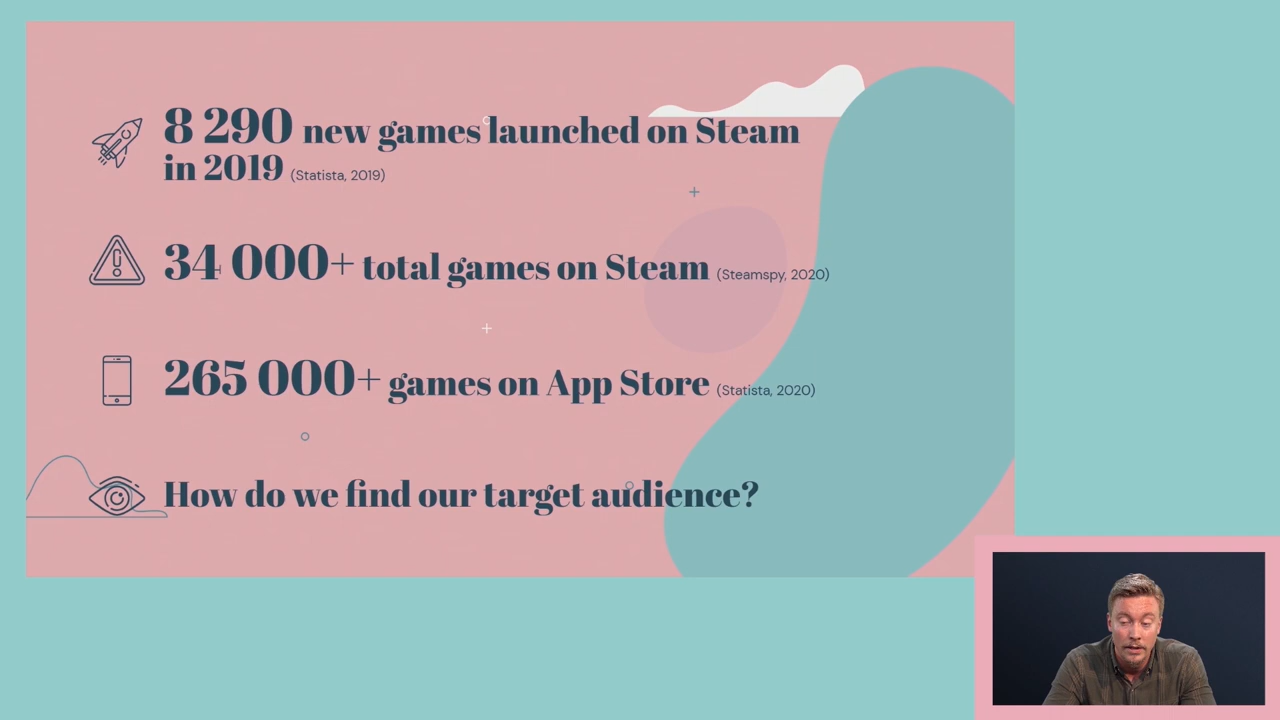 8 290 new games launched on Steam
in 2019 (Statista, 2019)
34 000+ total games on Steam (Steamspy, 2020)
265 000+ games on App Store (Statista, 2020)
How do we find our target audience?